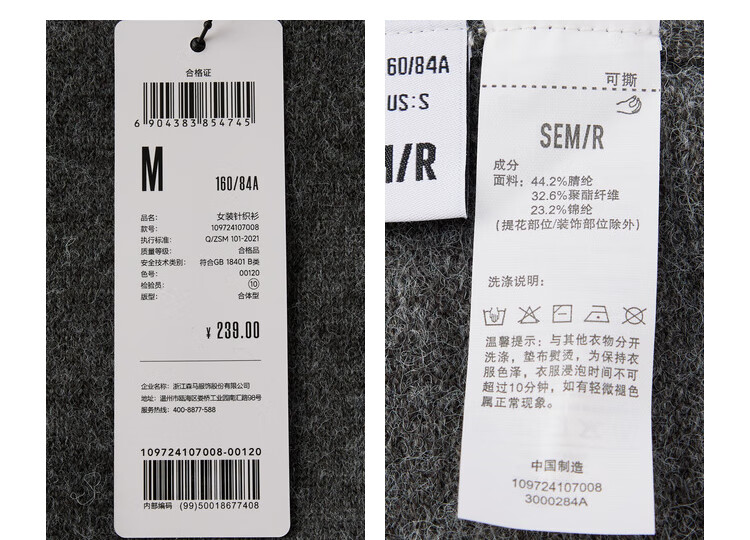 合格证
6 904383 854745
M
160/84A
品名: 女装针织衫
款号: 109724107008
执行标准: Q/ZSM 101-2021
质量等级: 合格品
安全技术类别: 符合GB 18401 B类
色号: 00120
检验员: ⑩
版型: 合体型
¥ 239.00
企业名称: 浙江森马服饰股份有限公司
地址: 温州市瓯海区娄桥工业园南汇路98号
服务热线: 400-8877-588
109724107008-00120
内部编码 (99)50018677408
60/84A
US:S
/R
可撕
SEM/R
成分
面料: 44.2%腈纶
32.6%聚酯纤维
23.2%锦纶
(提花部位/装饰部位除外)
洗涤说明:
温馨提示: 与其他衣物分开
洗涤, 垫布熨烫, 为保持衣
服色泽, 衣服浸泡时间不可
超过10分钟, 如有轻微褪色
属正常现象。
中国制造
109724107008
3000284A